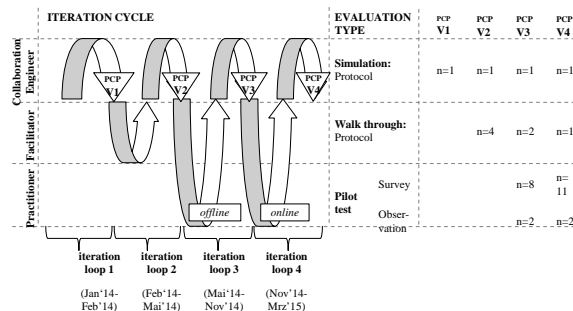 ITERATION CYCLE
EVALUATION TYPE
PCP V1
PCP V2
PCP V3
PCP V4
Collaboration Engineer
PCP V1
PCP V2
PCP V3
PCP V4
Simulation:
Protocol
n=1
n=1
n=1
n=1
Facilitator
Walk through:
Protocol
n=4
n=2
n=1
Practitioner
offline
online
Pilot test
Survey
n=8
n=
11
Obser-
vation
n=2
n=2
iteration
loop 1
iteration
loop 2
iteration
loop 3
iteration
loop 4
(Jan‘14-
Feb’14)
(Feb‘14-
Mai’14)
(Mai‘14-
Nov’14)
(Nov’14-
Mrz’15)